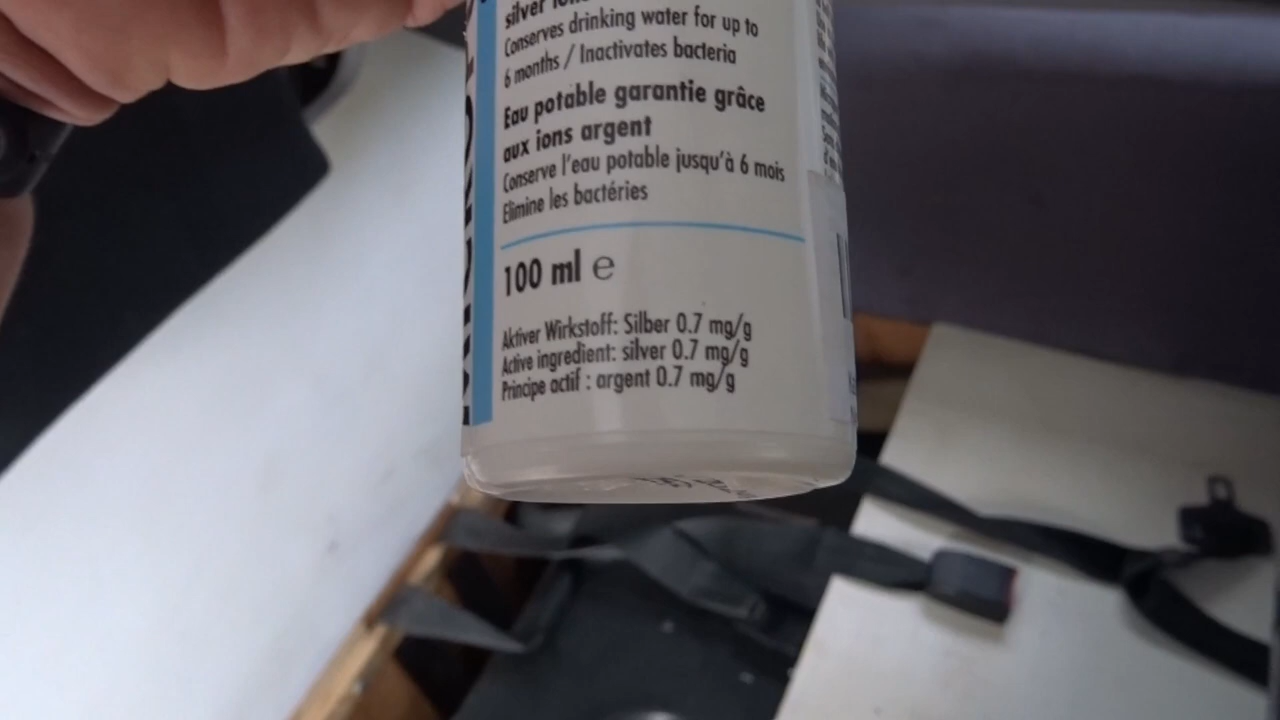 silver
Conserves drinking water for up to
6 months / Inactivates bacteria
Eau potable garantie grâce
aux ions argent
Conserve l'eau potable jusqu'à 6 mois
Elimine les bactéries
100 ml ℮
Aktiver Wirkstoff: Silber 0.7 mg/g
Active ingredient: silver 0.7 mg/g
Principe actif : argent 0.7 mg/g